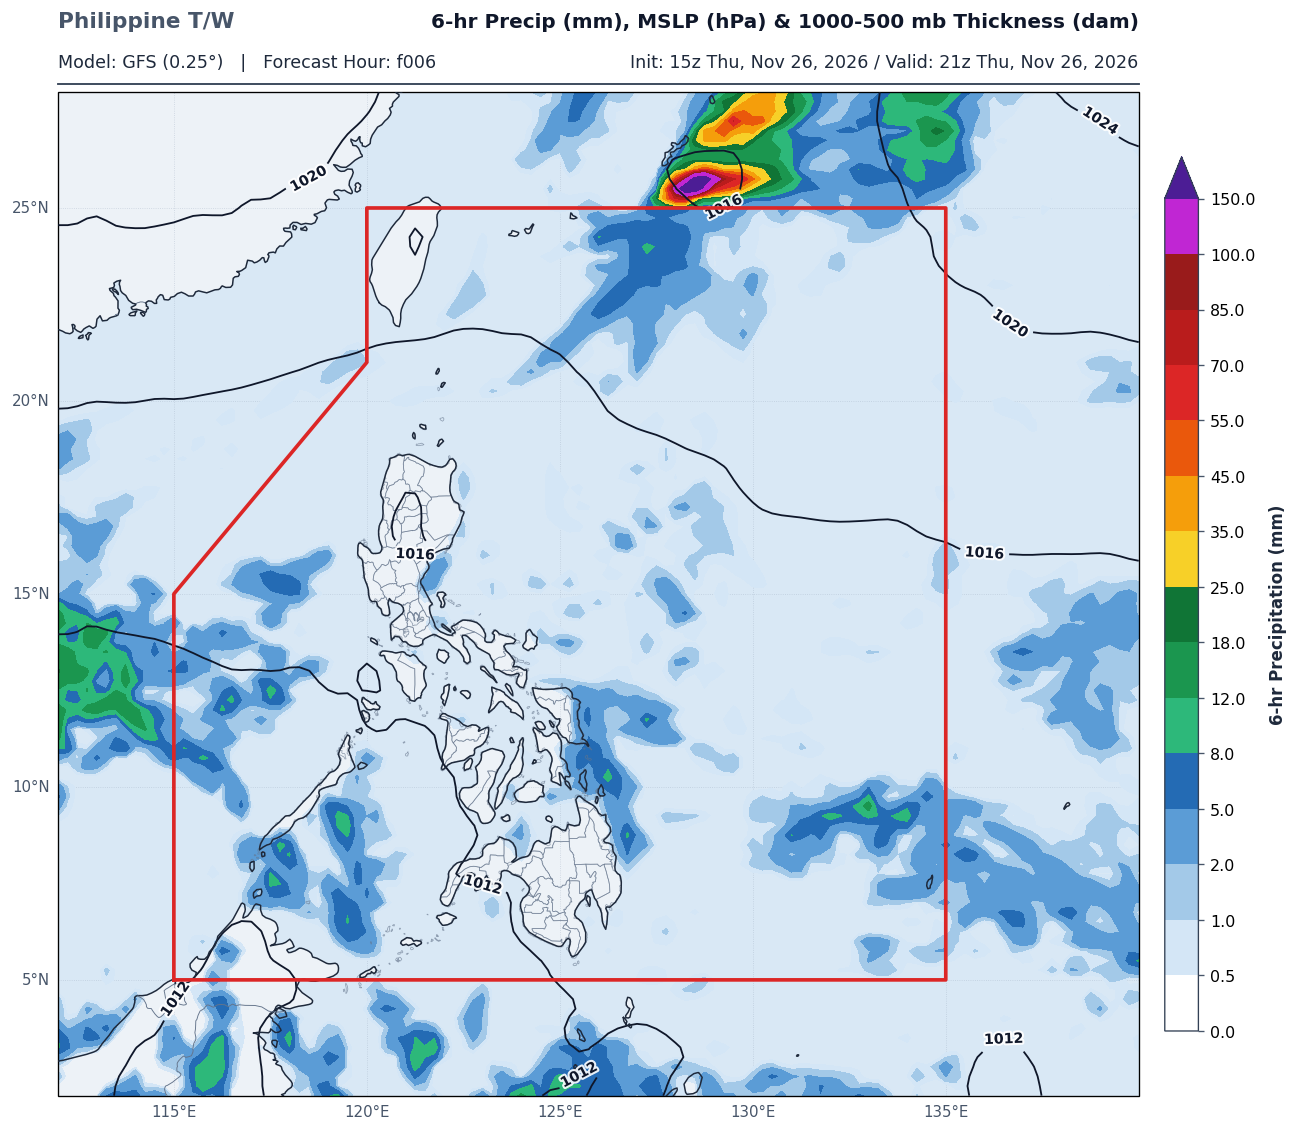 Philippine T/W
6-hr Precip (mm), MSLP (hPa) & 1000-500 mb Thickness (dam)
Model: GFS (0.25°) | Forecast Hour: f006
Init: 15z Thu, Nov 26, 2026 / Valid: 21z Thu, Nov 26, 2026
1024
1020
1016
1020
1016
1016
1012
1012
1012
1012
25°N
20°N
15°N
10°N
5°N
115°E
120°E
125°E
130°E
135°E
150.0
100.0
85.0
70.0
55.0
45.0
35.0
25.0
18.0
12.0
8.0
5.0
2.0
1.0
0.5
0.0
6-hr Precipitation (mm)